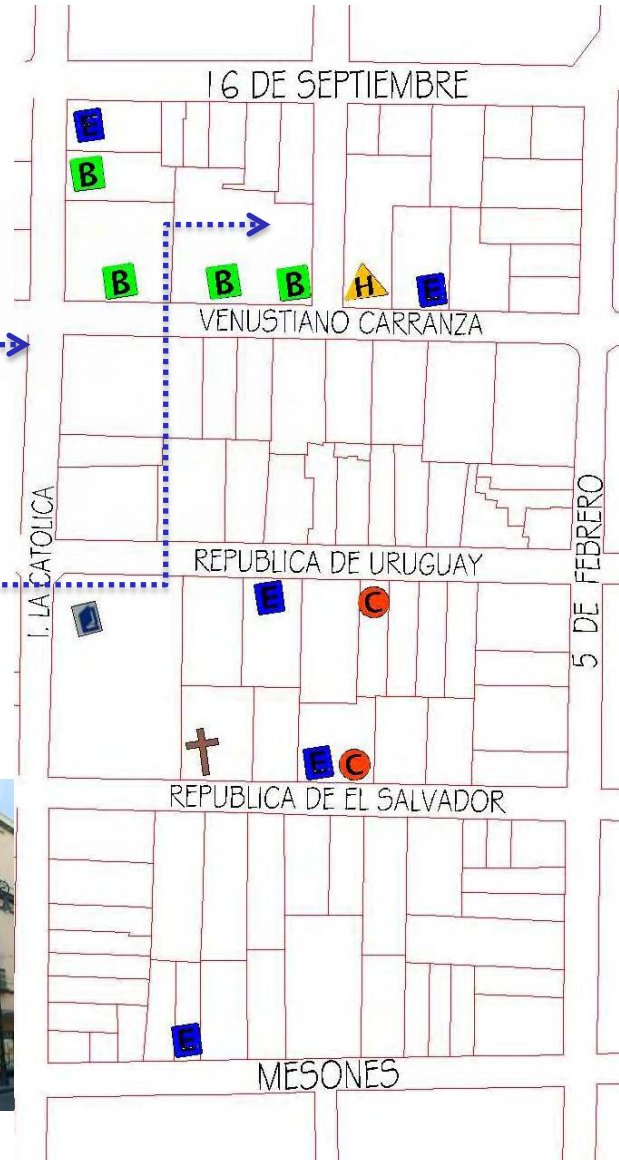 16 DE SEPTIEMBRE
E
B
B
B
B
H
E
VENUSTIANO CARRANZA
I. LA CATOLICA
5 DE FEBRERO
REPUBLICA DE URUGUAY
E
C
E
C
REPUBLICA DE EL SALVADOR
E
MESONES